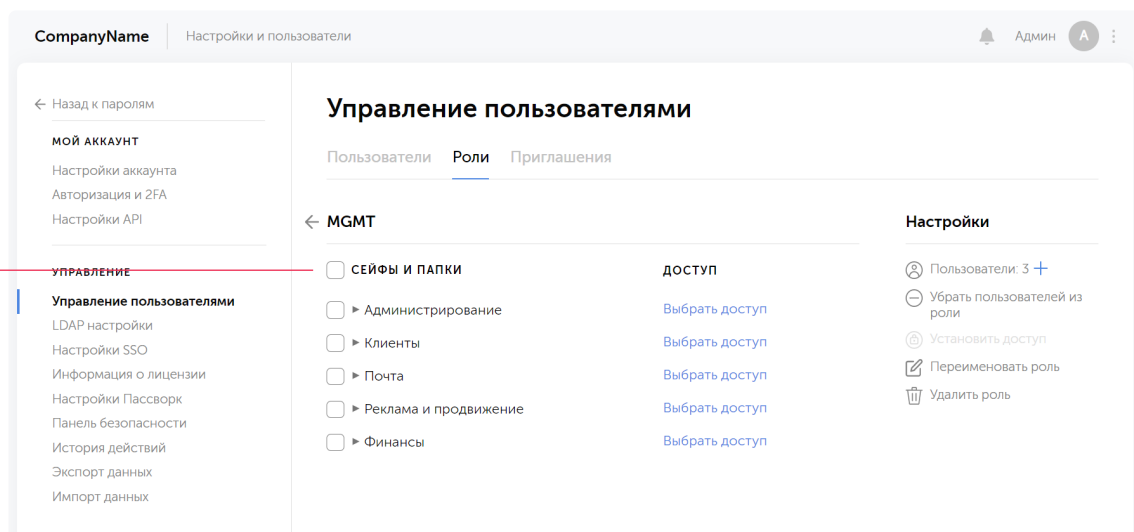 CompanyName Настройки и пользователи Админ А
Назад к паролям
МОЙ АККАУНТ
Настройки аккаунта
Авторизация и 2FA
Настройки API
УПРАВЛЕНИЕ
Управление пользователями
LDAP настройки
Настройки SSO
Информация о лицензии
Настройки Пассворк
Панель безопасности
История действий
Экспорт данных
Импорт данных
Управление пользователями
Пользователи Роли Приглашения
MGMT
СЕЙФЫ И ПАПКИ ДОСТУП
Администрирование Выбрать доступ
Клиенты Выбрать доступ
Почта Выбрать доступ
Реклама и продвижение Выбрать доступ
Финансы Выбрать доступ
Настройки
Пользователи: 3
Убрать пользователей из
роли
Установить доступ
Переименовать роль
Удалить роль